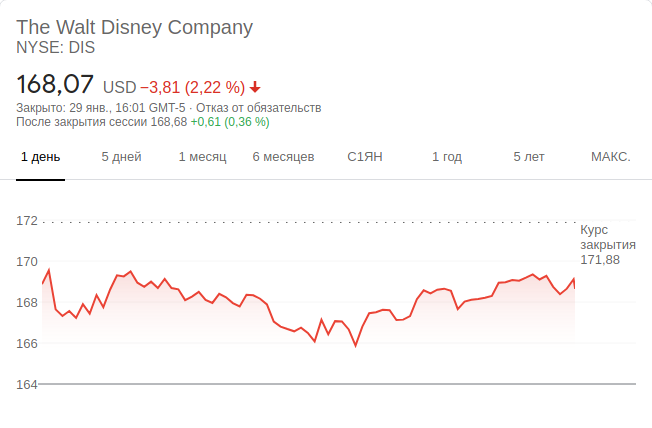 The Walt Disney Company
NYSE: DIS
168,07 USD −3,81 (2,22 %)
Закрыто: 29 янв., 16:01 GMT-5 · Отказ от обязательств
После закрытия сессии 168,68 +0,61 (0,36 %)
1 день 5 дней 1 месяц 6 месяцев С1ЯН 1 год 5 лет МАКС.
172
Курс
закрытия
171,88
170
168
166
164